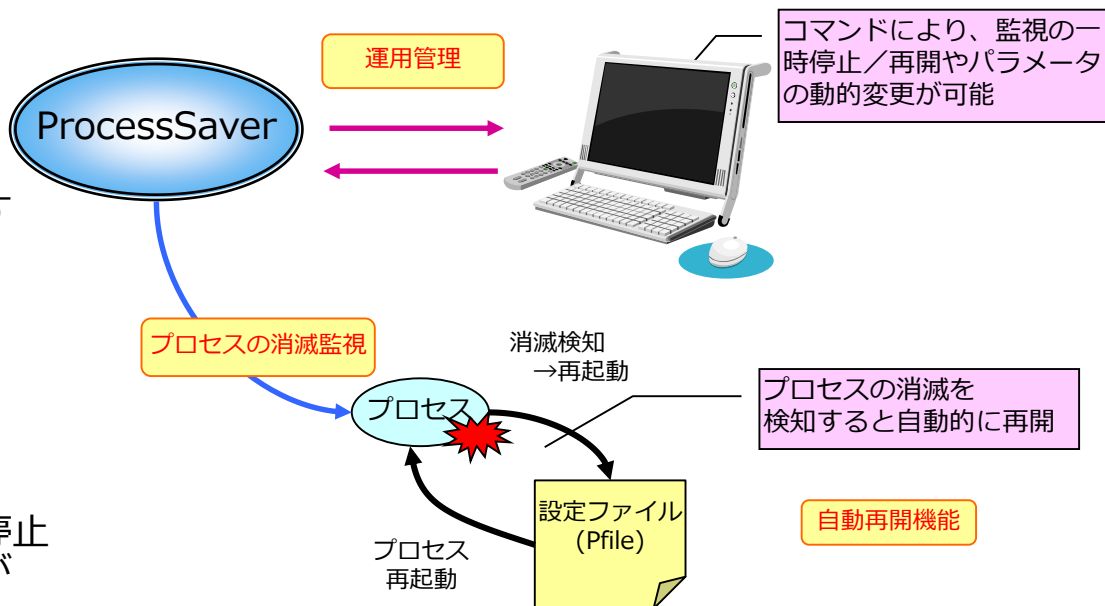 運用管理
コマンドにより、監視の一
時停止／再開やパラメータ
の動的変更が可能
ProcessSaver
プロセスの消滅監視
消滅検知
→再起動
プロセス
プロセスの消滅を
検知すると自動的に再開
設定ファイル
(Pfile)
自動再開機能
停止
が
プロセス
再起動